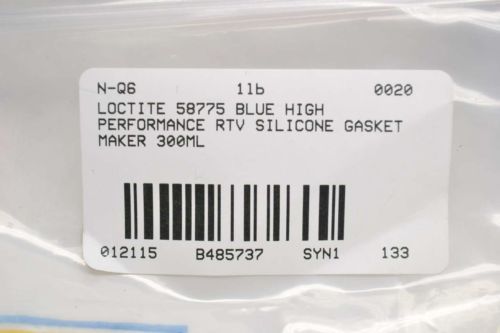 N-Q6 1lb 0020
LOCTITE 58775 BLUE HIGH
PERFORMANCE RTV SILICONE GASKET
MAKER 300ML
012115 B485737 SYN1 133